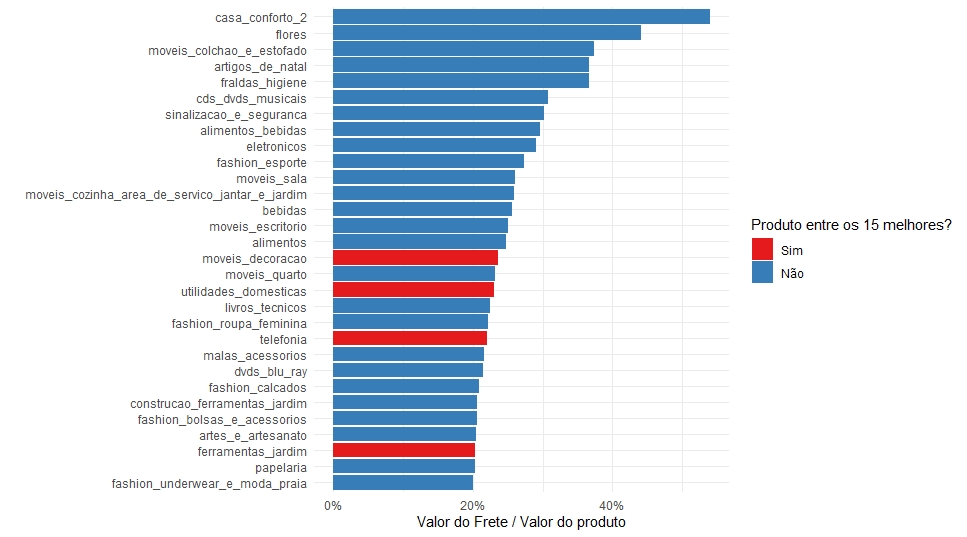 casa_conforto_2
flores
moveis_colchao_e_estofado
artigos_de_natal
fraldas_higiene
cds_dvds_musicais
sinalizacao_e_seguranca
alimentos_bebidas
eletronicos
fashion_esporte
moveis_sala
moveis_cozinha_area_de_servico_jantar_e_jardim
bebidas
moveis_escritorio
alimentos
moveis_decoracao
moveis_quarto
utilidades_domesticas
livros_tecnicos
fashion_roupa_feminina
telefonia
malas_acessorios
dvds_blu_ray
fashion_calcados
construcao_ferramentas_jardim
fashion_bolsas_e_acessorios
artes_e_artesanato
ferramentas_jardim
papelaria
fashion_underwear_e_moda_praia
0% 20% 40%
Valor do Frete / Valor do produto
Produto entre os 15 melhores?
Sim
Não